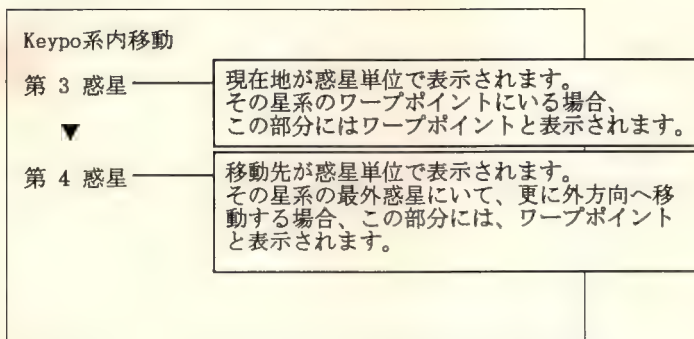 Keypo系内移動
第 3 惑星
現在地が惑星単位で表示されます。
その星系のワープポイントにいる場合、
この部分にはワープポイントと表示されます。
▼
第 4 惑星
移動先が惑星単位で表示されます。
その星系の最外惑星にいて、更に外方向へ移
動する場合、この部分には、ワープポイント
と表示されます。